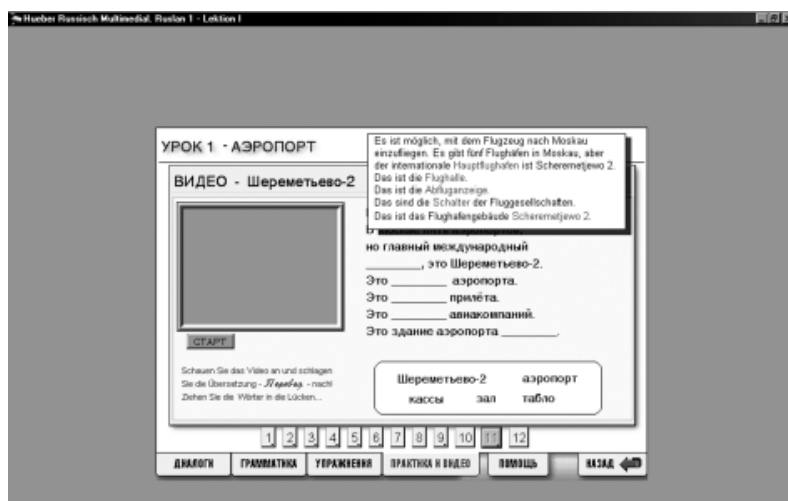 Hueber Russisch Multimedial. Ruslan 1 - Lektion I
УРОК 1 - АЭРОПОРТ
Es ist möglich, mit dem Flugzeug nach Moskau
einzufliegen. Es gibt fünf Flughäfen in Moskau, aber
der internationale Hauptflughafen ist Scheremetjewo 2.
Das ist die Flughalle.
Das ist die Abfluganzeige.
Das sind die Schalter der Fluggesellschaften.
Das ist das Flughafengebäude Scheremetjewo 2.
ВИДЕО - Шереметьево-2
но главный международный
________, это Шереметьево-2.
Это ________ аэропорта.
Это ________ прилёта.
Это ________ авиакомпаний.
Это здание аэропорта ________.
СТАРТ
Schauen Sie das Video an und schlagen
Sie die Übersetzung - Перевод - nach!
Ziehen Sie die Wörter in die Lücken...
Шереметьево-2 аэропорт
кассы зал табло
1 2 3 4 5 6 7 8 9 10 11 12
ДИАЛОГИ ГРАММАТИКА УПРАЖНЕНИЯ ПРАКТИКА И ВИДЕО ПОМОЩЬ НАЗАД